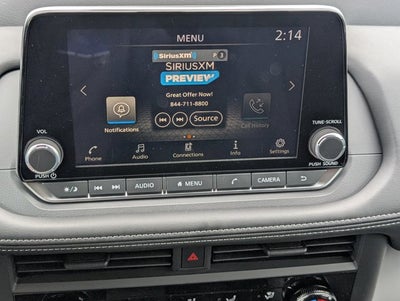 MENU
2:14
SiriusXM
P 3
SIRIUSXM
PREVIEW
Great Offer Now!
844-711-8800
Source
Notifications
Call History
Phone
Audio
Connections
Info
Settings
VOL
PUSH
TUNE·SCROLL
PUSH SOUND
AUDIO
MENU
CAMERA